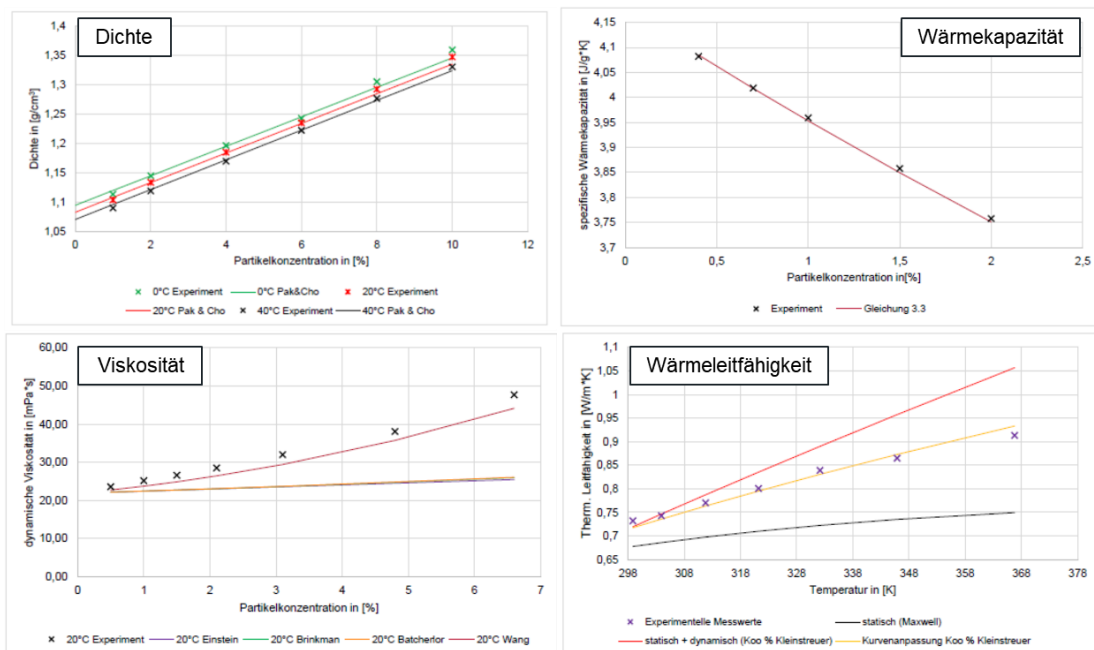 Dichte
Dichte in [g/cm³]
1,4
1,35
1,3
1,25
1,2
1,15
1,1
1,05
0 2 4 6 8 10 12
Partikelkonzentration in [%]
0°C Experiment 0°C Pak&Cho 20°C Experiment
20°C Pak & Cho 40°C Experiment 40°C Pak & Cho
Wärmekapazität
spezifische Wärmekapazität in [J/g*K]
4,15
4,1
4,05
4
3,95
3,9
3,85
3,8
3,75
3,7
0 0,5 1 1,5 2 2,5
Partikelkonzentration in[%]
Experiment Gleichung 3.3
Viskosität
dynamische Viskosität in [mPa*s]
60,00
50,00
40,00
30,00
20,00
10,00
0,00
0 1 2 3 4 5 6 7
Partikelkonzentration in [%]
20°C Experiment 20°C Einstein 20°C Brinkman 20°C Batcherlor 20°C Wang
Wärmeleitfähigkeit
Therm. Leitfähigkeit in [W/m*K]
1,1
1,05
1
0,95
0,9
0,85
0,8
0,75
0,7
0,65
298 308 318 328 338 348 358 368 378
Temperatur in [K]
Experimentelle Messwerte statisch (Maxwell)
statisch + dynamisch (Koo % Kleinstreuer) Kurvenanpassung Koo % Kleinstreuer